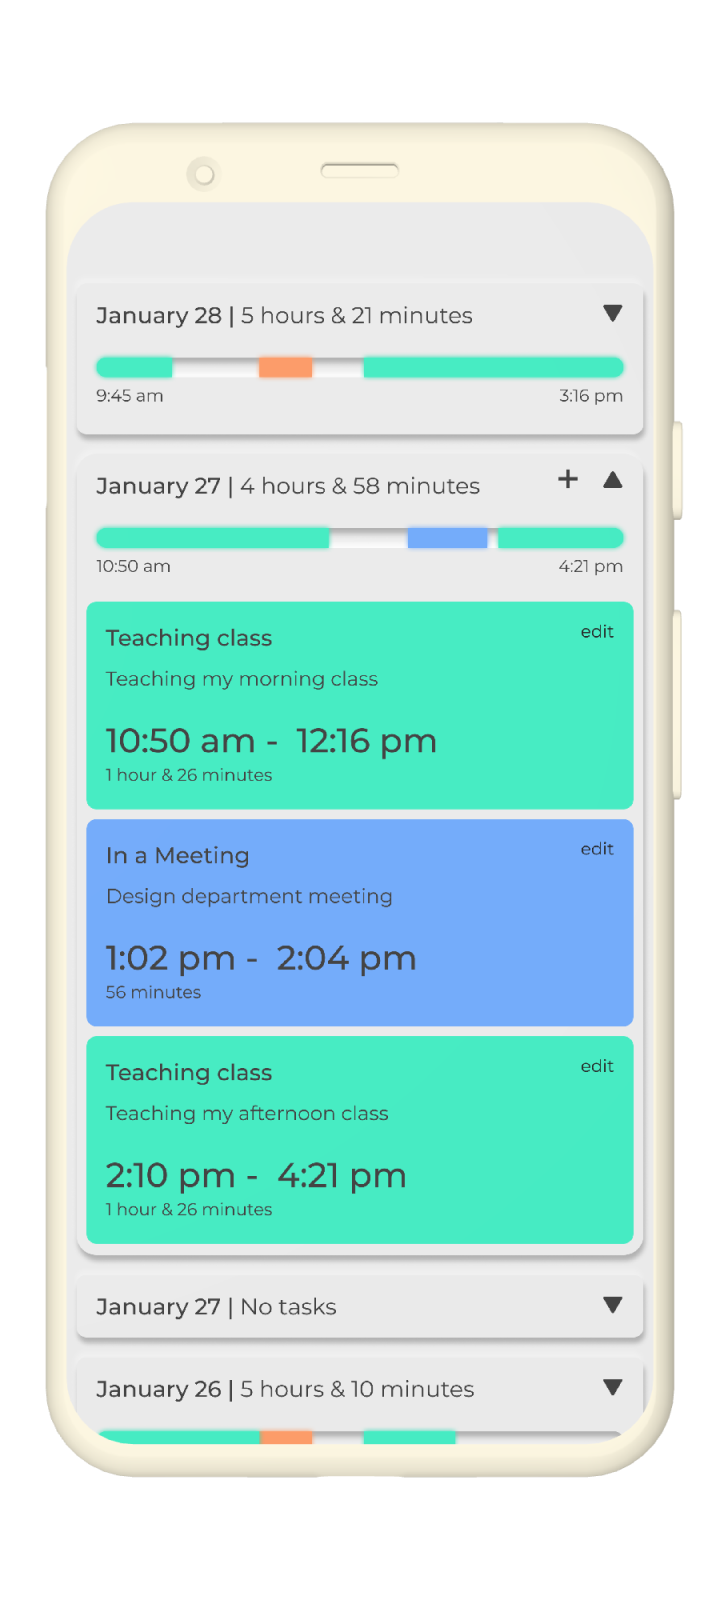 January 28 | 5 hours & 21 minutes
9:45 am 3:16 pm
January 27 | 4 hours & 58 minutes
10:50 am 4:21 pm
Teaching class edit
Teaching my morning class
10:50 am - 12:16 pm
1 hour & 26 minutes
In a Meeting edit
Design department meeting
1:02 pm - 2:04 pm
56 minutes
Teaching class edit
Teaching my afternoon class
2:10 pm - 4:21 pm
1 hour & 26 minutes
January 27 | No tasks
January 26 | 5 hours & 10 minutes